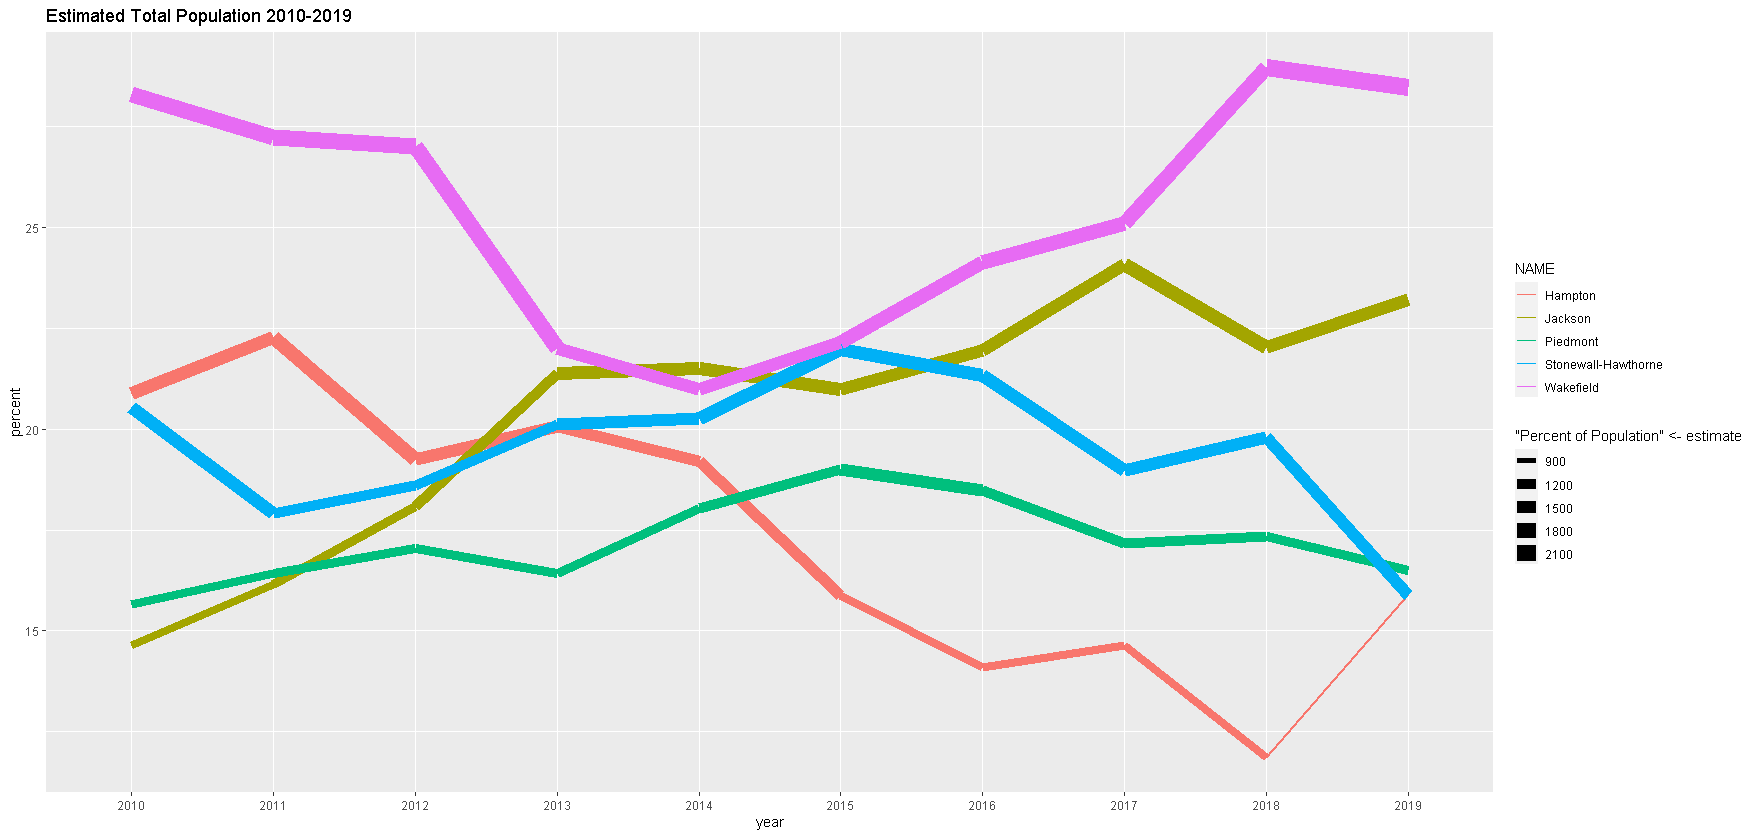 Estimated Total Population 2010-2019
percent
25
20
15
2010 2011 2012 2013 2014 2015 2016 2017 2018 2019
year
NAME
Hampton
Jackson
Piedmont
Stonewall-Hawthorne
Wakefield
"Percent of Population" <- estimate
900
1200
1500
1800
2100